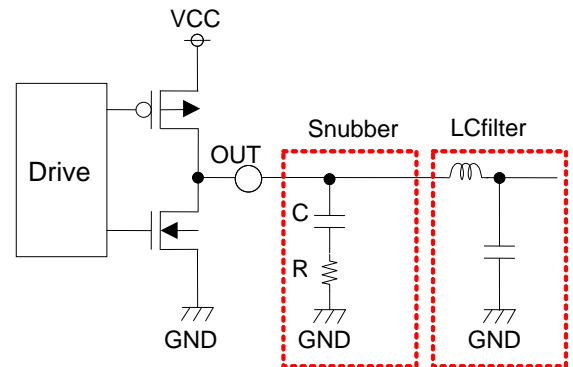 VCC
Snubber
LCfilter
OUT
Drive
C
R
GND
GND
GND